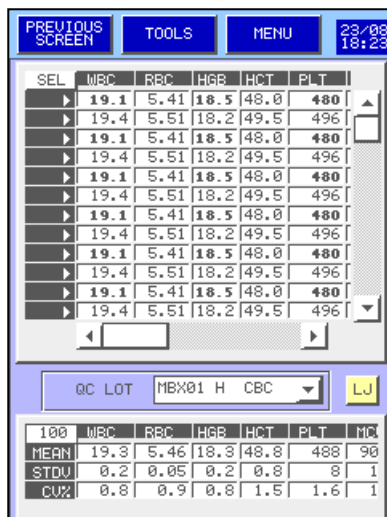 PREVIOUS SCREEN TOOLS MENU 23/08 18:23
SEL WBC RBC HGB HCT PLT
19.1 5.41 18.5 48.0 480
19.4 5.51 18.2 49.5 496
19.1 5.41 18.5 48.0 480
19.4 5.51 18.2 49.5 496
19.1 5.41 18.5 48.0 480
19.4 5.51 18.2 49.5 496
19.1 5.41 18.5 48.0 480
19.4 5.51 18.2 49.5 496
19.1 5.41 18.5 48.0 480
19.4 5.51 18.2 49.5 496
19.1 5.41 18.5 48.0 480
19.4 5.51 18.2 49.5 496
QC LOT MBX01 H CBC LJ
100 WBC RBC HGB HCT PLT
MEAN 19.3 5.46 18.3 48.8 488 90
STDV 0.2 0.05 0.2 0.8 8 1
CV% 0.8 0.9 0.8 1.5 1.6 1